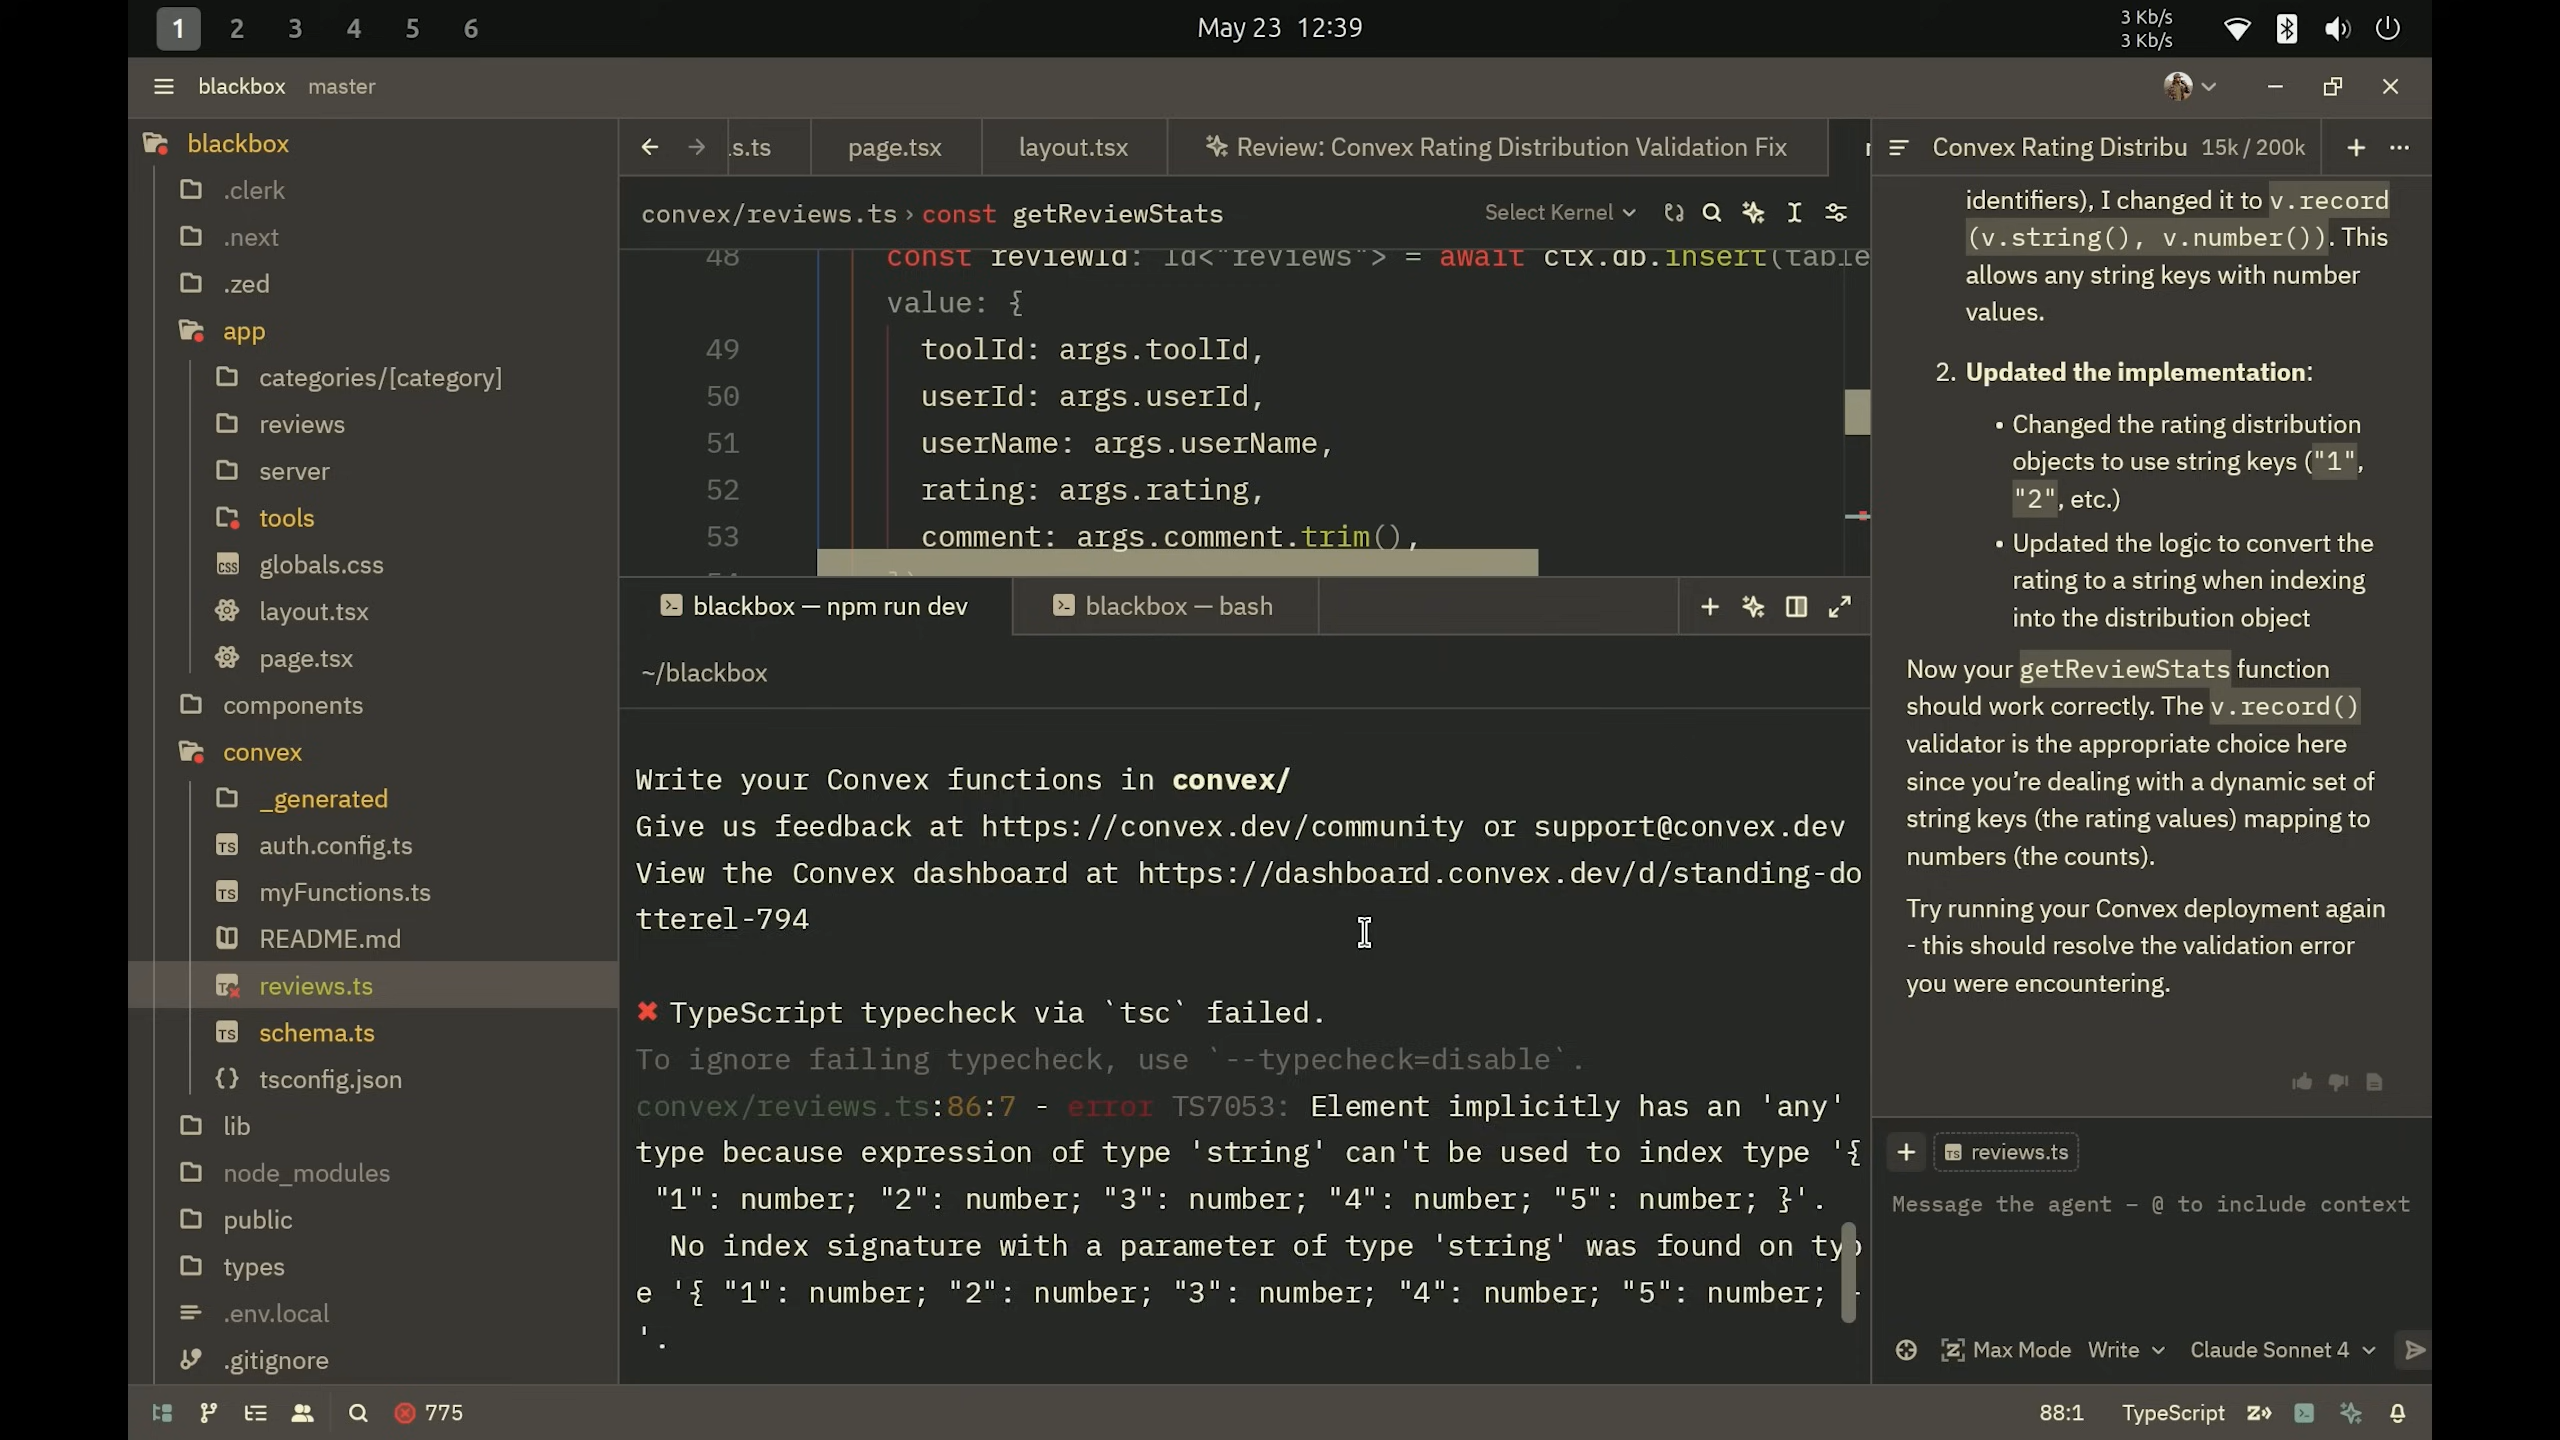 1 2 3 4 5 6
May 23 12:39
3 Kb/s
3 Kb/s
blackbox master
blackbox
.clerk
.next
.zed
app
categories/[category]
reviews
server
tools
globals.css
layout.tsx
page.tsx
components
convex
_generated
auth.config.ts
myFunctions.ts
README.md
reviews.ts
schema.ts
tsconfig.json
lib
node_modules
public
types
.env.local
.gitignore
s.ts page.tsx layout.tsx Review: Convex Rating Distribution Validation Fix
convex/reviews.ts › const getReviewStats
Select Kernel
48 const reviewId: Id<"reviews"> = await ctx.db.insert(table
value: {
49 toolId: args.toolId,
50 userId: args.userId,
51 userName: args.userName,
52 rating: args.rating,
53 comment: args.comment.trim(),
blackbox — npm run dev blackbox — bash
~/blackbox
Write your Convex functions in convex/
Give us feedback at https://convex.dev/community or support@convex.dev
View the Convex dashboard at https://dashboard.convex.dev/d/standing-do
tterel-794
✖ TypeScript typecheck via `tsc` failed.
To ignore failing typecheck, use `--typecheck=disable`.
convex/reviews.ts:86:7 - error TS7053: Element implicitly has an 'any'
type because expression of type 'string' can't be used to index type '{
"1": number; "2": number; "3": number; "4": number; "5": number; }'.
No index signature with a parameter of type 'string' was found on typ
e '{ "1": number; "2": number; "3": number; "4": number; "5": number;
'.
Convex Rating Distribu 15k / 200k
identifiers), I changed it to v.record
(v.string(), v.number()). This
allows any string keys with number
values.
2. Updated the implementation:
• Changed the rating distribution
objects to use string keys ("1",
"2", etc.)
• Updated the logic to convert the
rating to a string when indexing
into the distribution object
Now your getReviewStats function
should work correctly. The v.record()
validator is the appropriate choice here
since you're dealing with a dynamic set of
string keys (the rating values) mapping to
numbers (the counts).
Try running your Convex deployment again
- this should resolve the validation error
you were encountering.
reviews.ts
Message the agent – @ to include context
Max Mode Write Claude Sonnet 4
775
88:1 TypeScript